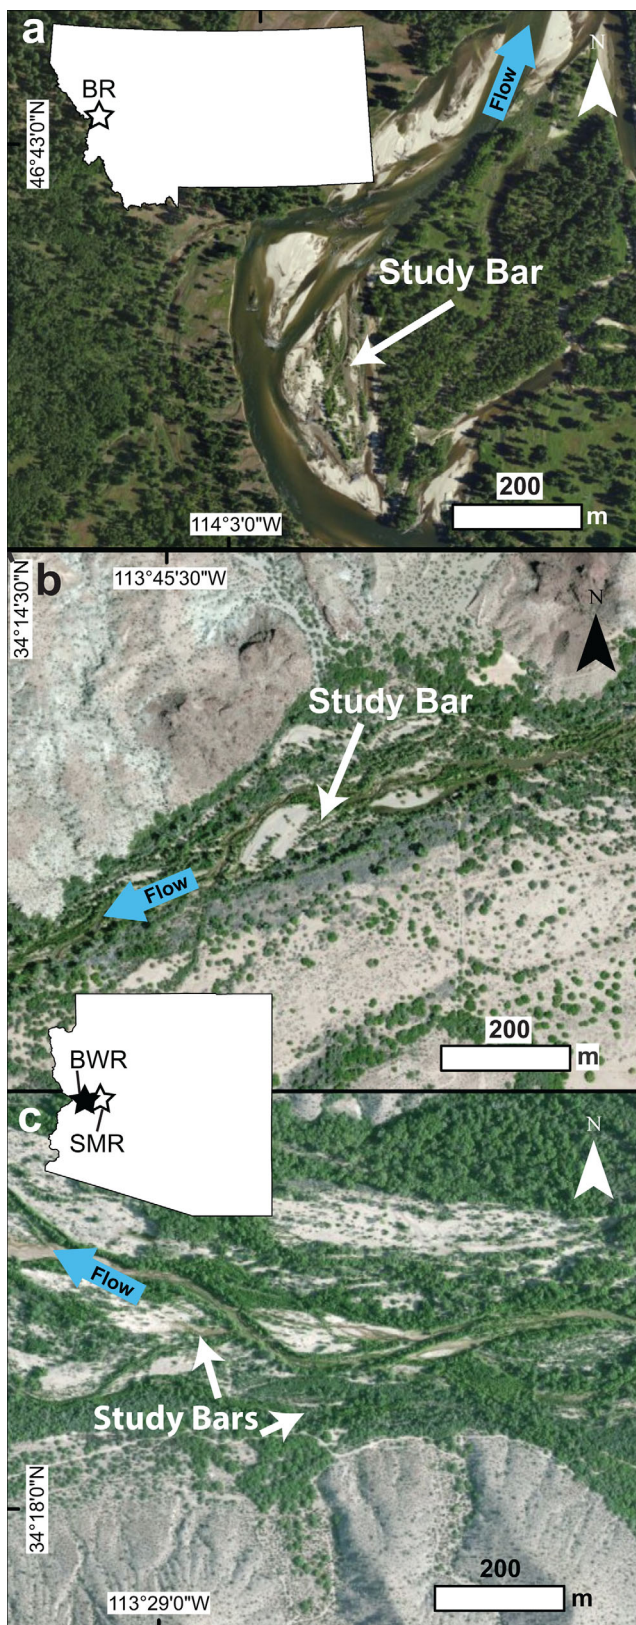 a
BR
Flow
N
46°43'0"N
Study Bar
200
m
114°3'0"W
b
113°45'30"W
34°14'30"N
N
Study Bar
Flow
200
m
BWR
SMR
c
N
Flow
Study Bars
34°18'0"N
200
m
113°29'0"W